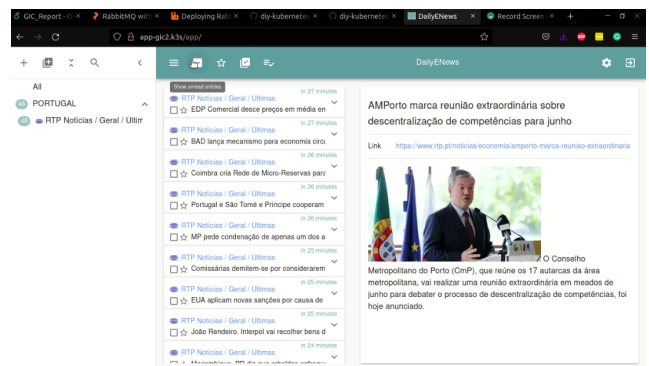 GIC_Report - O
RabbitMQ with
Deploying Rab
diy-kubernetes
diy-kubernetes
DailyENews
Record Screen
app-gic2.k3s/app/
DailyENews
Show unread articles
All
48 PORTUGAL
48 RTP Notícias / Geral / Últim
in 27 minutes
RTP Notícias / Geral / Últimas
EDP Comercial desce preços em média em
in 27 minutes
RTP Notícias / Geral / Últimas
BAD lança mecanismo para economia circu
in 26 minutes
RTP Notícias / Geral / Últimas
Coimbra cria Rede de Micro-Reservas para
in 26 minutes
RTP Notícias / Geral / Últimas
Portugal e São Tomé e Príncipe cooperam
in 26 minutes
RTP Notícias / Geral / Últimas
MP pede condenação de apenas um dos a
in 25 minutes
RTP Notícias / Geral / Últimas
Comissárias demitem-se por considerarem
in 25 minutes
RTP Notícias / Geral / Últimas
EUA aplicam novas sanções por causa de
in 25 minutes
RTP Notícias / Geral / Últimas
João Rendeiro. Interpol vai recolher bens d
in 24 minutes
RTP Notícias / Geral / Últimas
AMPorto marca reunião extraordinária sobre
descentralização de competências para junho
Link https://www.rtp.pt/noticias/economia/amporto-marca-reuniao-extraordinaria
O Conselho
Metropolitano do Porto (CmP), que reúne os 17 autarcas da área
metropolitana, vai realizar uma reunião extraordinária em meados de
junho para debater o processo de descentralização de competências, foi
hoje anunciado.